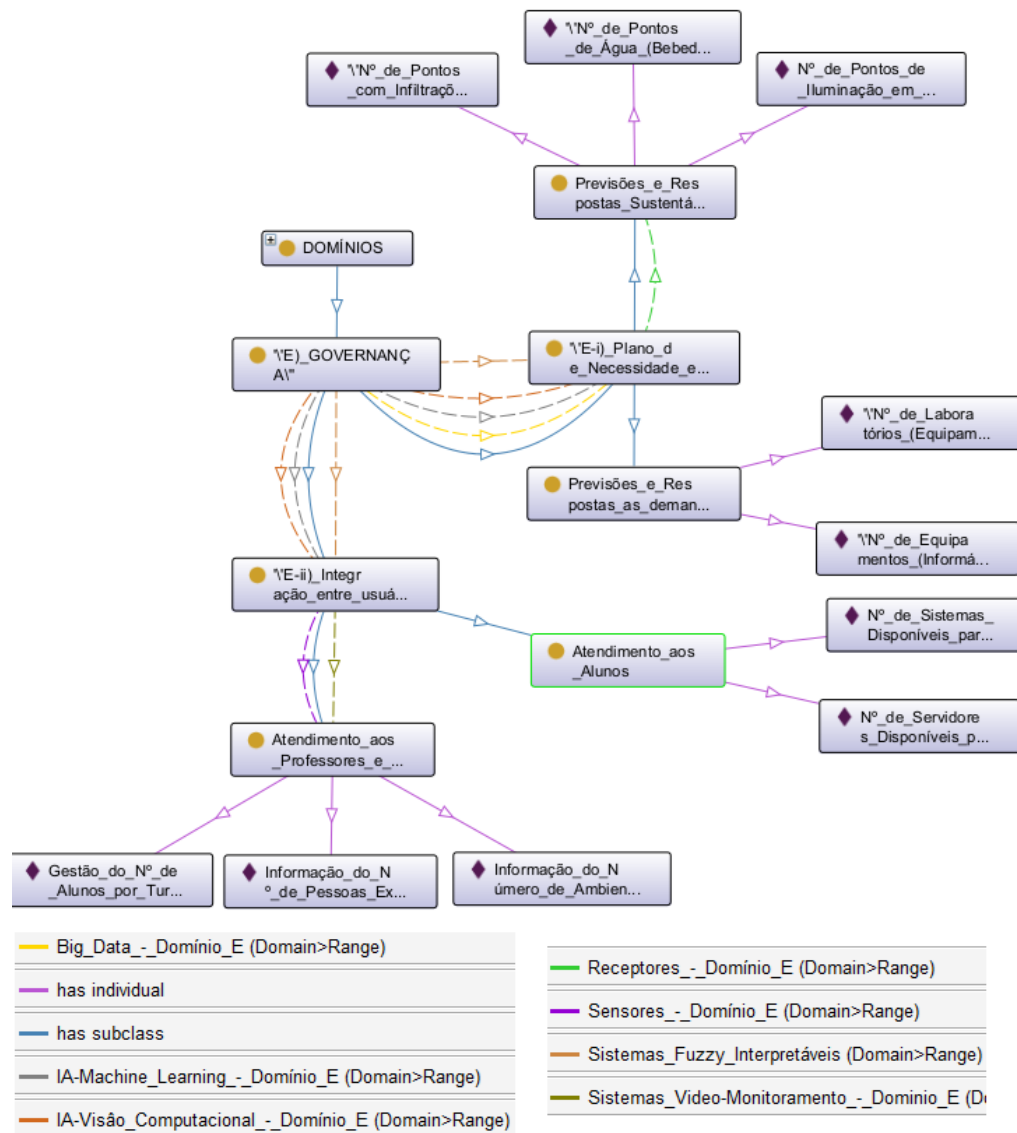 '\"Nº_de_Pontos
_de_Água_(Bebed...
'\"Nº_de_Pontos
_com_Infiltraçõ...
Nº_de_Pontos_de
_Iluminação_em_...
Previsões_e_Res
postas_Sustentá...
DOMÍNIOS
'\"E)_GOVERNANÇ
A\"
'\"E-i)_Plano_d
e_Necessidade_e...
'\"Nº_de_Labora
tórios_(Equipam...
Previsões_e_Res
postas_as_deman...
'\"Nº_de_Equipa
mentos_(Informá...
'\"E-ii)_Integr
ação_entre_usuá...
Nº_de_Sistemas_
Disponíveis_par...
Atendimento_aos
_Alunos
Nº_de_Servidore
s_Disponíveis_p...
Atendimento_aos
_Professores_e_...
Gestão_do_Nº_de
_Alunos_por_Tur...
Informação_do_N
º_de_Pessoas_Ex...
Informação_do_N
úmero_de_Ambien...
Big_Data_-_Domínio_E (Domain>Range)
has individual
has subclass
IA-Machine_Learning_-_Domínio_E (Domain>Range)
IA-Visâo_Computacional_-_Domínio_E (Domain>Range)
Receptores_-_Domínio_E (Domain>Range)
Sensores_-_Domínio_E (Domain>Range)
Sistemas_Fuzzy_Interpretáveis (Domain>Range)
Sistemas_Video-Monitoramento_-_Dominio_E (D